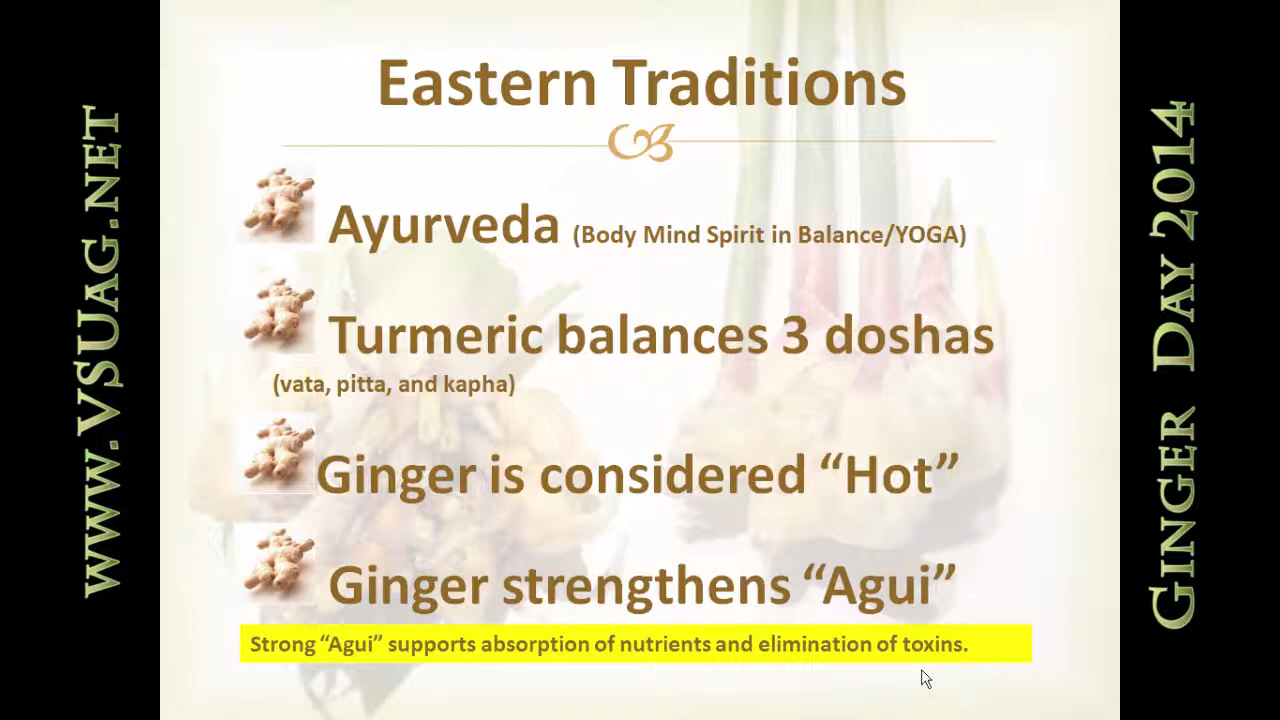 Eastern Traditions
Ayurveda (Body Mind Spirit in Balance/YOGA)
Turmeric balances 3 doshas
(vata, pitta, and kapha)
Ginger is considered “Hot”
Ginger strengthens “Agui”
Strong “Agui” supports absorption of nutrients and elimination of toxins.
www.VSUAG.NET
GINGER DAY 2014